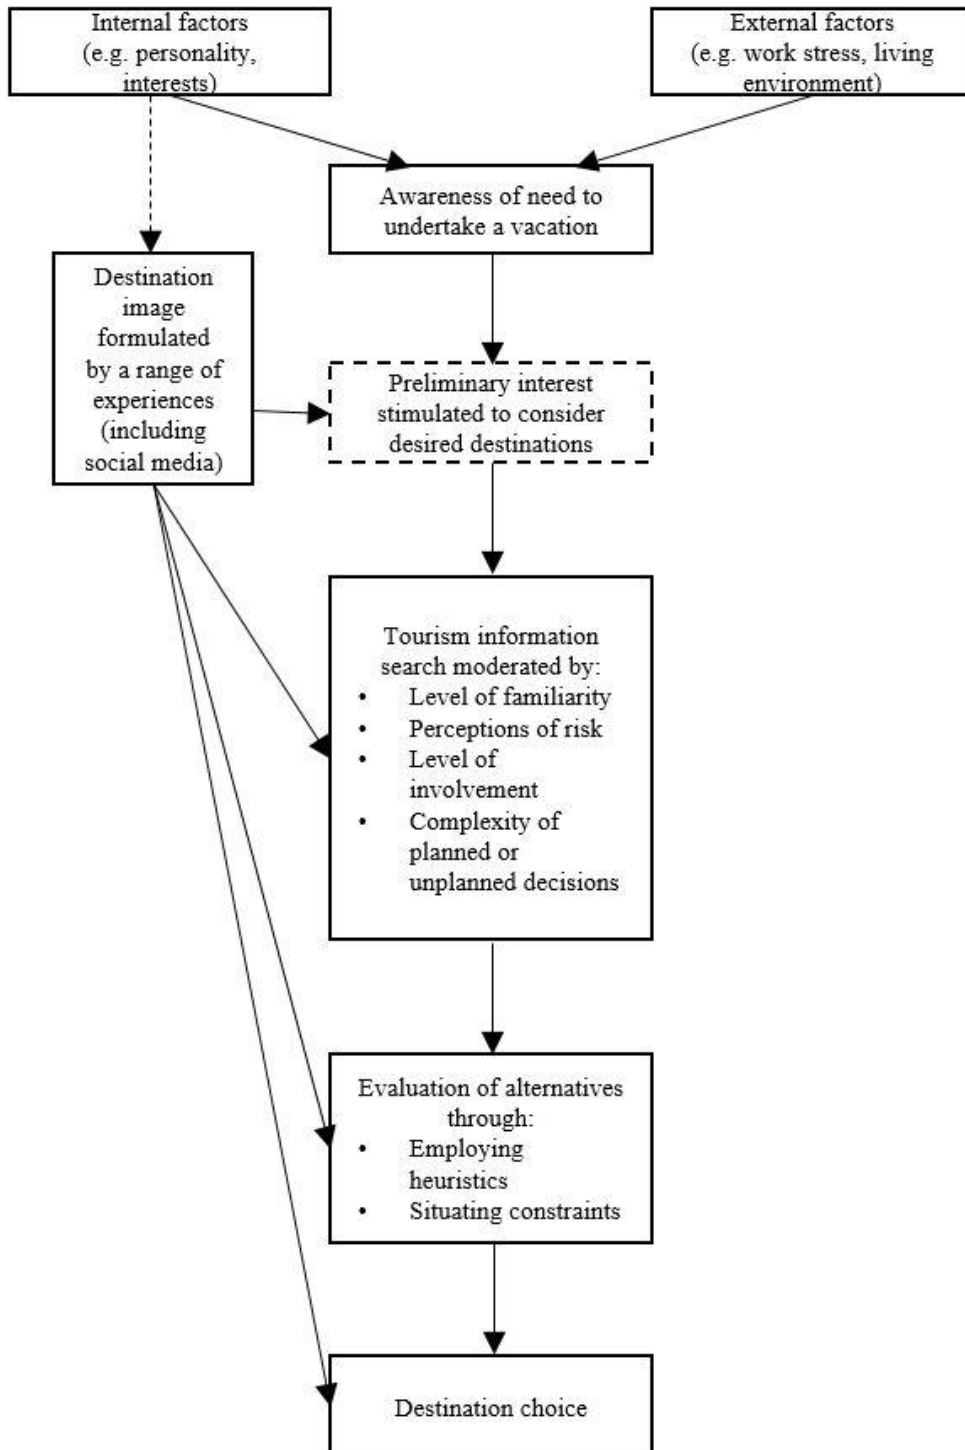 Internal factors
(e.g. personality,
interests)
External factors
(e.g. work stress, living
environment)
Awareness of need to
undertake a vacation
Destination
image
formulated
by a range of
experiences
(including
social media)
Preliminary interest
stimulated to consider
desired destinations
Tourism information
search moderated by:
• Level of familiarity
• Perceptions of risk
• Level of
involvement
• Complexity of
planned or
unplanned decisions
Evaluation of alternatives
through:
• Employing
heuristics
• Situating constraints
Destination choice